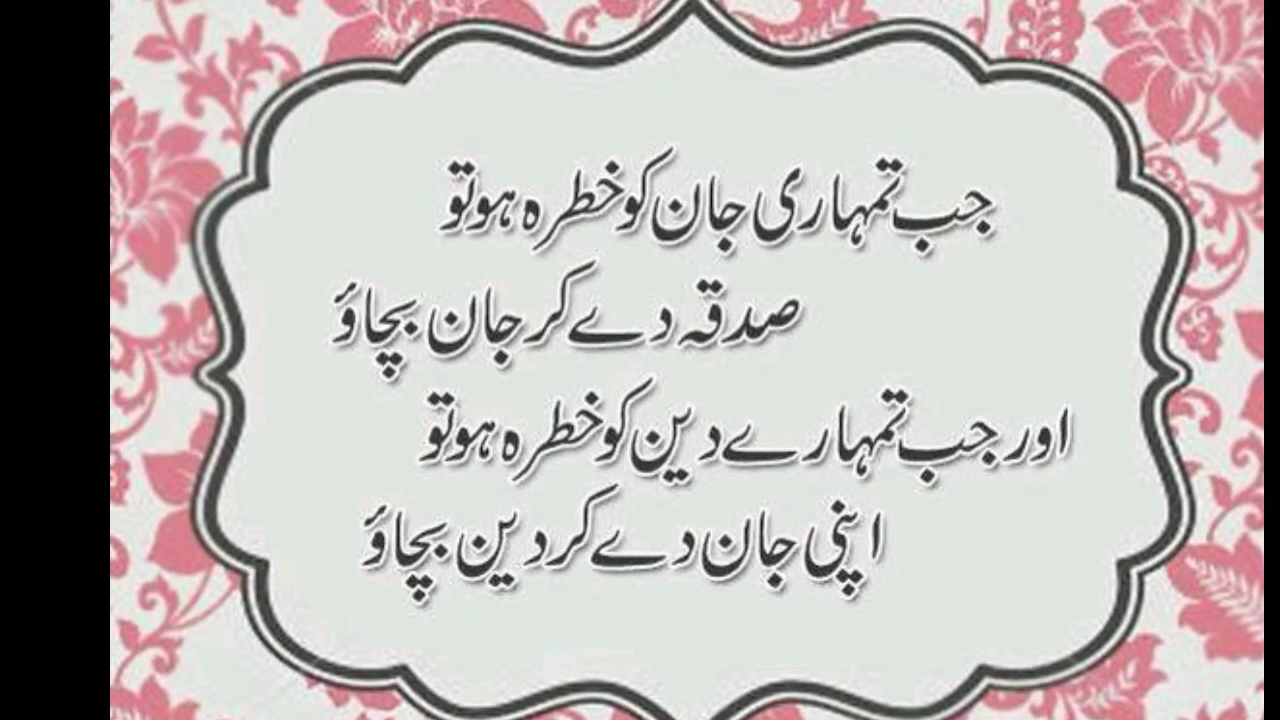 جب تمہاری جان کو خطرہ ہو تو
صدقہ دے کر جان بچاؤ
اور جب تمہارے دین کو خطرہ ہو تو
اپنی جان دے کر دین بچاؤ